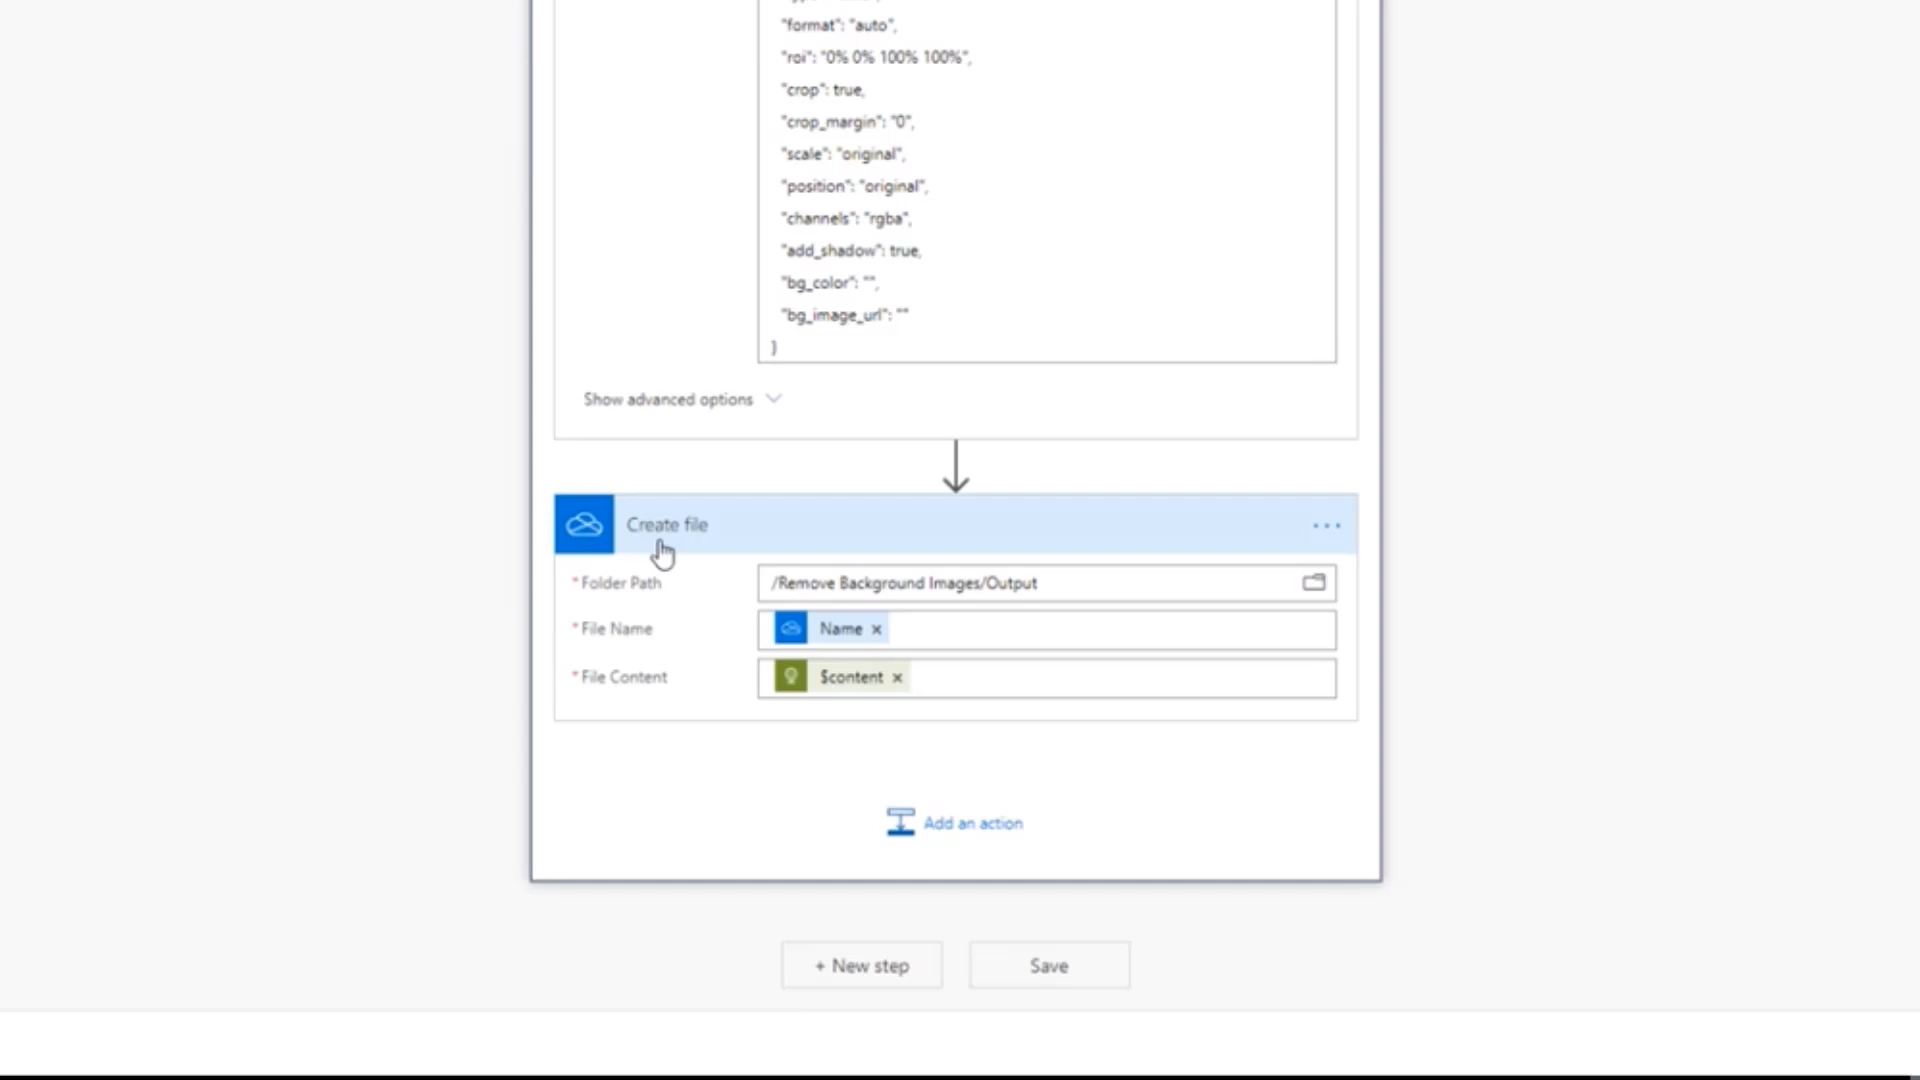 "format": "auto",
"roi": "0% 0% 100% 100%",
"crop": true,
"crop_margin": "0",
"scale": "original",
"position": "original",
"channels": "rgba",
"add_shadow": true,
"bg_color": "",
"bg_image_url": ""
}
Show advanced options
Create file
...
* Folder Path /Remove Background Images/Output
* File Name Name ×
* File Content $content ×
Add an action
+ New step Save